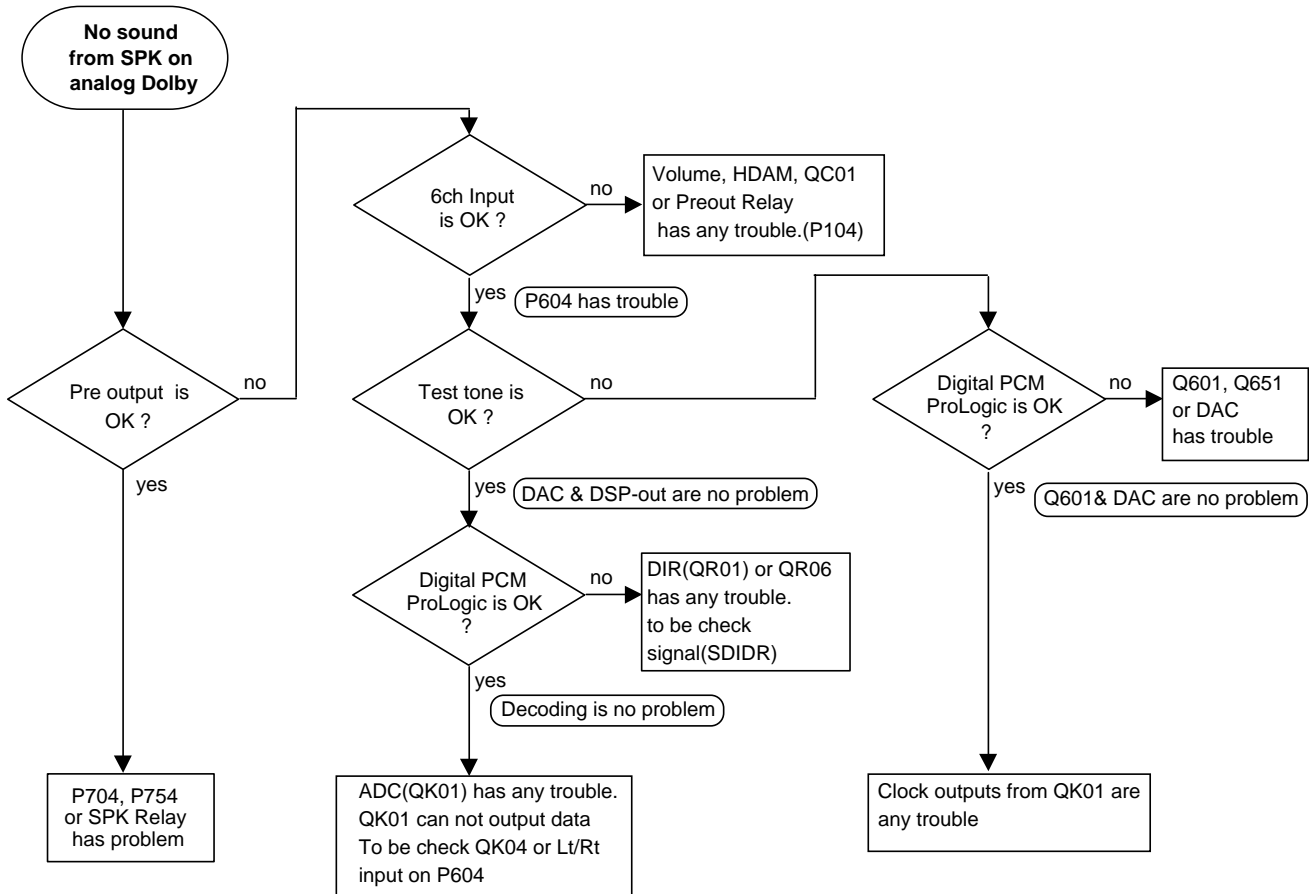 No sound
from SPK on
analog Dolby
6ch Input
is OK ?
no
Volume, HDAM, QC01
or Preout Relay
has any trouble.(P104)
yes
P604 has trouble
Pre output is
OK ?
no
yes
Test tone is
OK ?
no
yes
DAC & DSP-out are no problem
Digital PCM
ProLogic is OK
?
no
Q601, Q651
or DAC
has trouble
yes
Q601& DAC are no problem
Digital PCM
ProLogic is OK
?
no
DIR(QR01) or QR06
has any trouble.
to be check
signal(SDIDR)
yes
Decoding is no problem
P704, P754
or SPK Relay
has problem
ADC(QK01) has any trouble.
QK01 can not output data
To be check QK04 or Lt/Rt
input on P604
Clock outputs from QK01 are
any trouble